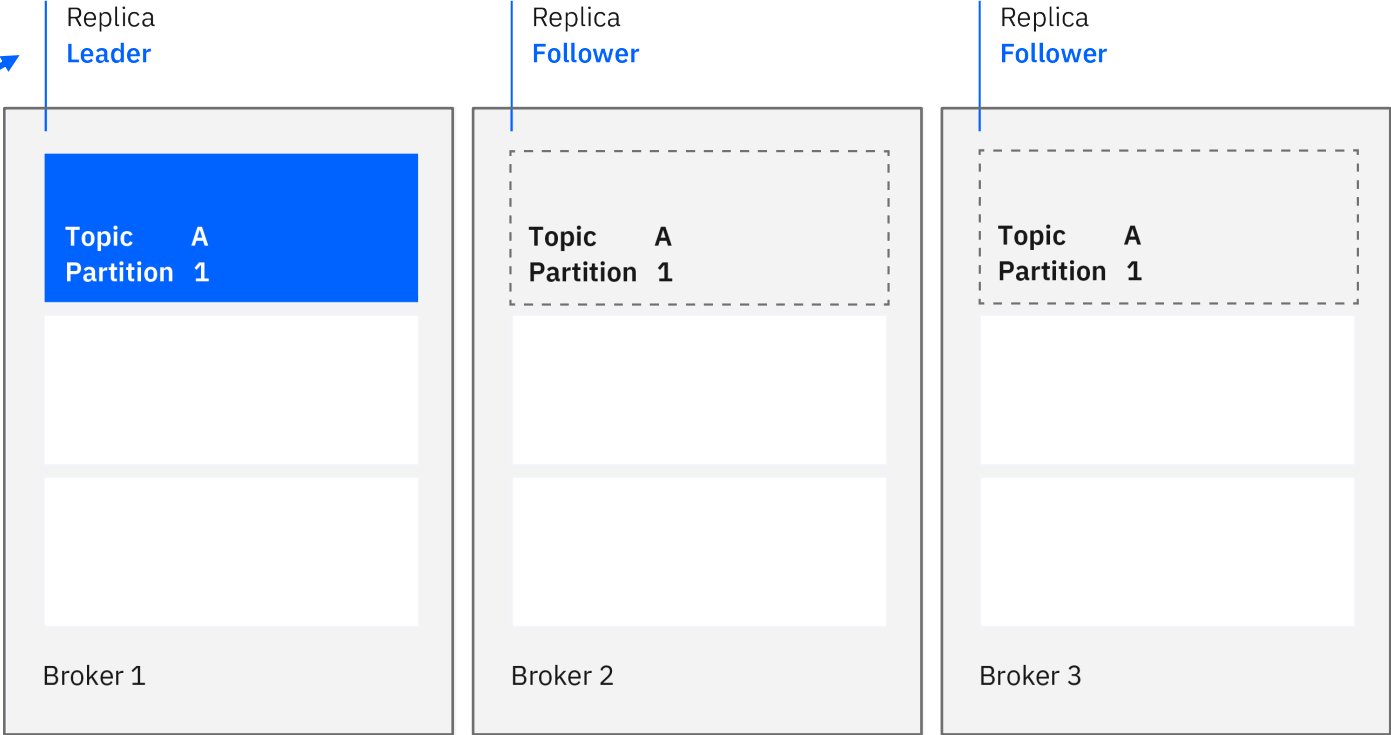 Replica
Leader
Replica
Follower
Replica
Follower
Topic A
Partition 1
Topic A
Partition 1
Topic A
Partition 1
Broker 1
Broker 2
Broker 3